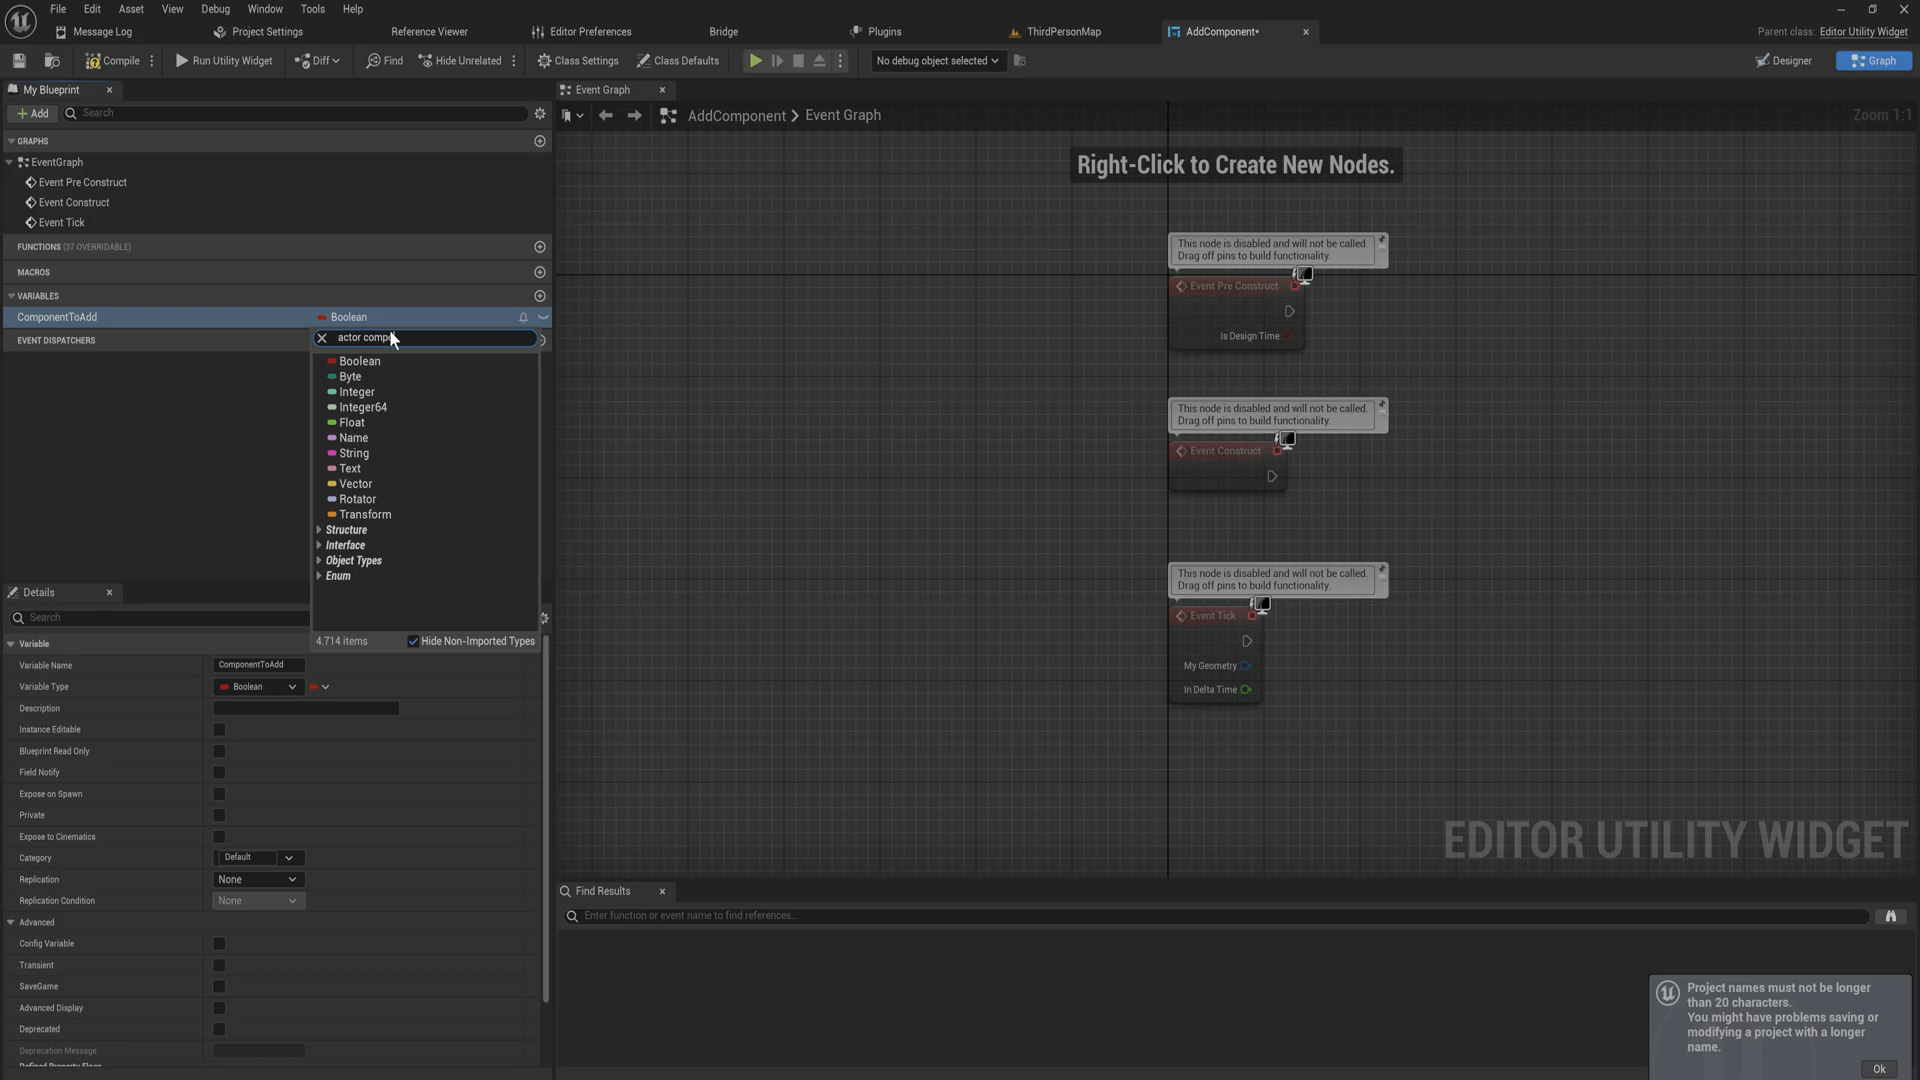 File Edit Asset View Debug Window Tools Help
Message Log Project Settings Reference Viewer Editor Preferences Bridge Plugins ThirdPersonMap AddComponent* Parent class: Editor Utility Widget
Compile Run Utility Widget Diff Find Hide Unrelated Class Settings Class Defaults No debug object selected Designer Graph
My Blueprint Event Graph
Add Search AddComponent > Event Graph Zoom 1:1
GRAPHS
EventGraph
Event Pre Construct
Event Construct
Event Tick
FUNCTIONS (37 OVERRIDABLE)
MACROS
VARIABLES
ComponentToAdd Boolean
EVENT DISPATCHERS
actor comp
Boolean
Byte
Integer
Integer64
Float
Name
String
Text
Vector
Rotator
Transform
Structure
Interface
Object Types
Enum
4.714 items Hide Non-Imported Types
Details
Search
Variable
Variable Name ComponentToAdd
Variable Type Boolean
Description
Instance Editable
Blueprint Read Only
Field Notify
Expose on Spawn
Private
Expose to Cinematics
Category Default
Replication None
Replication Condition None
Advanced
Config Variable
Transient
SaveGame
Advanced Display
Deprecated
Deprecation Message
Defined Property Flags
Right-Click to Create New Nodes.
This node is disabled and will not be called.
Drag off pins to build functionality.
Event Pre Construct
Is Design Time
This node is disabled and will not be called.
Drag off pins to build functionality.
Event Construct
This node is disabled and will not be called.
Drag off pins to build functionality.
Event Tick
My Geometry
In Delta Time
EDITOR UTILITY WIDGET
Find Results
Enter function or event name to find references...
Project names must not be longer
than 20 characters.
You might have problems saving or
modifying a project with a longer
name.
Ok